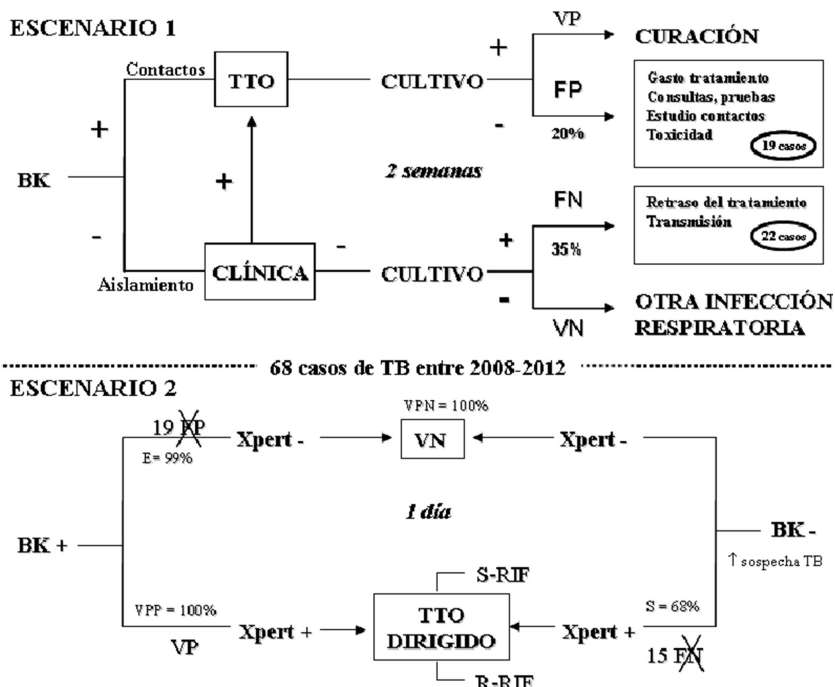 ESCENARIO 1
Contactos
TTO
CULTIVO
+
VP
CURACIÓN
FP
-
20%
Gasto tratamiento
Consultas, pruebas
Estudio contactos
Toxicidad
19 casos
+
BK
+
2 semanas
-
Aislamiento
CLÍNICA
-
CULTIVO
FN
+
35%
-
VN
Retraso del tratamiento
Transmisión
22 casos
OTRA INFECCIÓN
RESPIRATORIA
68 casos de TB entre 2008-2012
ESCENARIO 2
VPN = 100%
19 FP
E= 99%
Xpert -
VN
Xpert -
1 día
BK +
BK -
↑ sospecha TB
S-RIF
VPP = 100%
VP
Xpert +
TTO
DIRIGIDO
Xpert +
S = 68%
15 FN
R-RIF